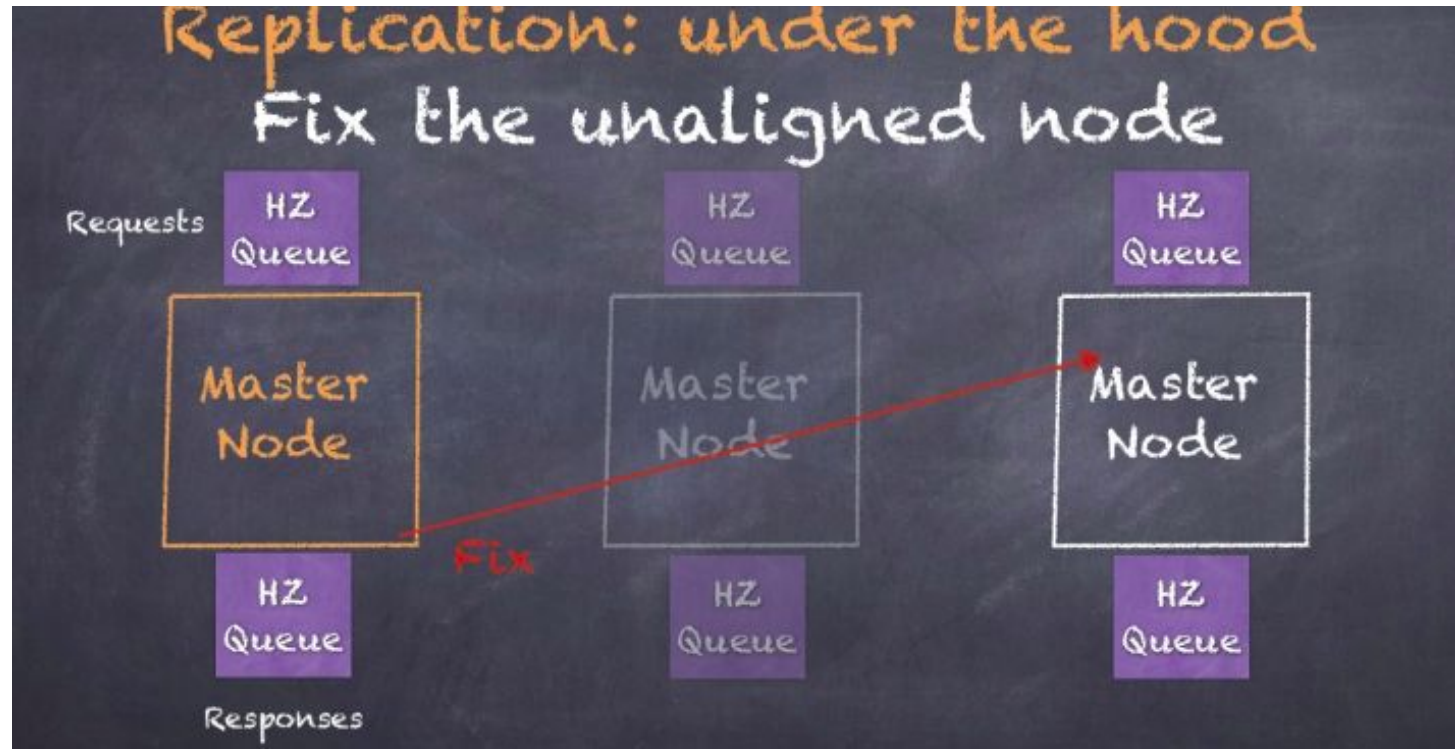 Replication: under the hood
Fix the unaligned node
Requests
HZ
Queue
HZ
Queue
HZ
Queue
Master
Node
Master
Node
Master
Node
Fix
HZ
Queue
HZ
Queue
HZ
Queue
Responses